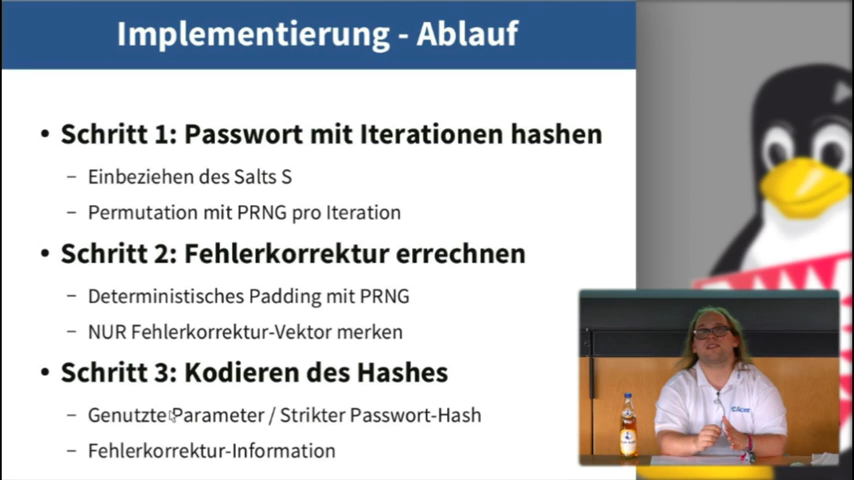 Implementierung - Ablauf
• Schritt 1: Passwort mit Iterationen hashen
– Einbeziehen des Salts S
– Permutation mit PRNG pro Iteration
• Schritt 2: Fehlerkorrektur errechnen
– Deterministisches Padding mit PRNG
– NUR Fehlerkorrektur-Vektor merken
• Schritt 3: Kodieren des Hashes
– Genutzte Parameter / Strikter Passwort-Hash
– Fehlerkorrektur-Information